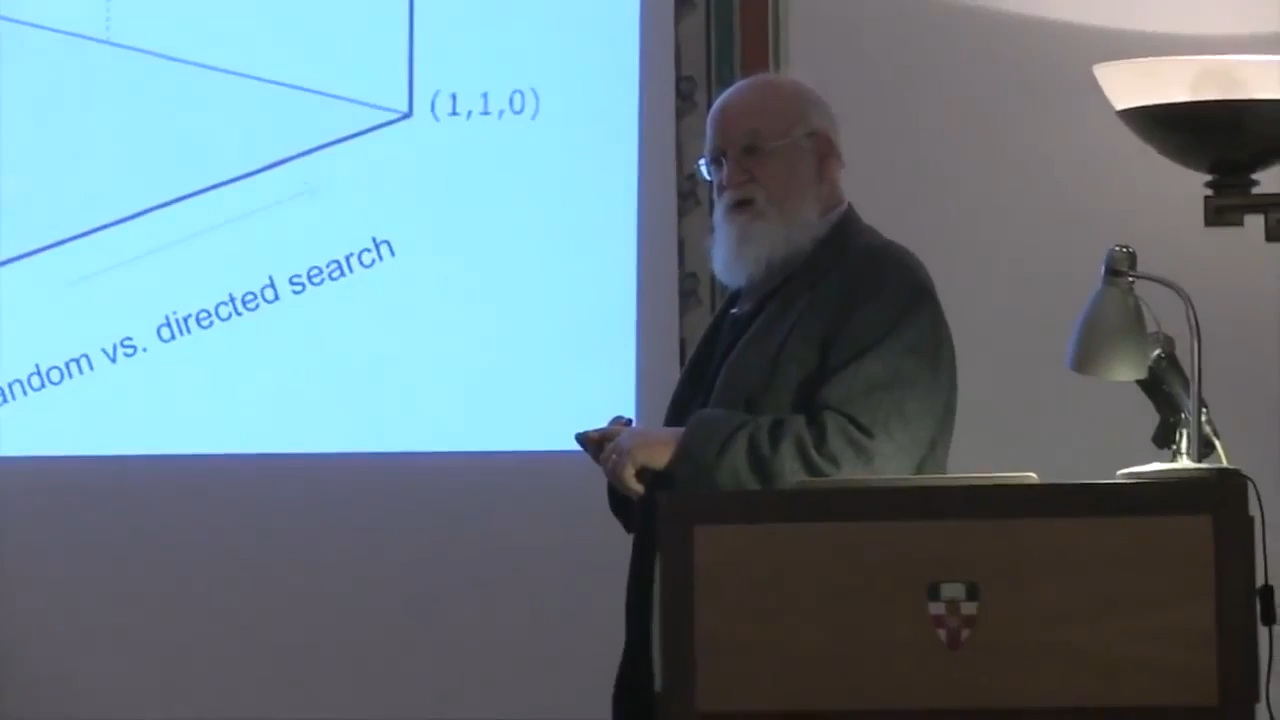 (1,1,0)
andom vs. directed search